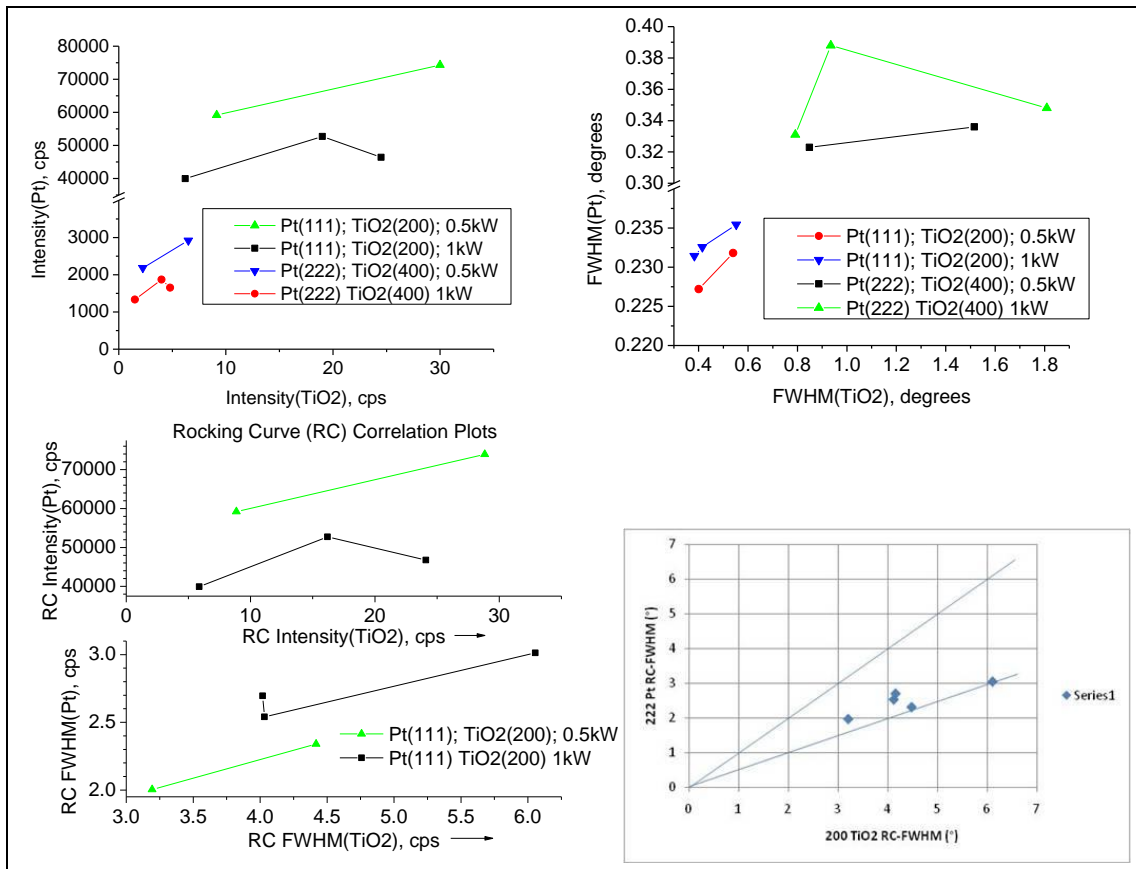 80000
70000
60000
50000
40000
3000
2000
1000
0
Intensity(Pt), cps
Pt(111); TiO2(200); 0.5kW
Pt(111); TiO2(200); 1kW
Pt(222); TiO2(400); 0.5kW
Pt(222) TiO2(400) 1kW
0 10 20 30
Intensity(TiO2), cps
0.40
0.38
0.36
0.34
0.32
0.30
0.235
0.230
0.225
0.220
FWHM(Pt), degrees
Pt(111); TiO2(200); 0.5kW
Pt(111); TiO2(200); 1kW
Pt(222); TiO2(400); 0.5kW
Pt(222) TiO2(400) 1kW
0.4 0.6 0.8 1.0 1.2 1.4 1.6 1.8
FWHM(TiO2), degrees
Rocking Curve (RC) Correlation Plots
70000
60000
50000
40000
RC Intensity(Pt), cps
0 10 20 30
RC Intensity(TiO2), cps
3.0
2.5
2.0
RC FWHM(Pt), cps
Pt(111); TiO2(200); 0.5kW
Pt(111) TiO2(200) 1kW
3.0 3.5 4.0 4.5 5.0 5.5 6.0
RC FWHM(TiO2), cps
7
6
5
4
3
2
1
0
222 Pt RC-FWHM (°)
Series1
0 1 2 3 4 5 6 7
200 TiO2 RC-FWHM (°)